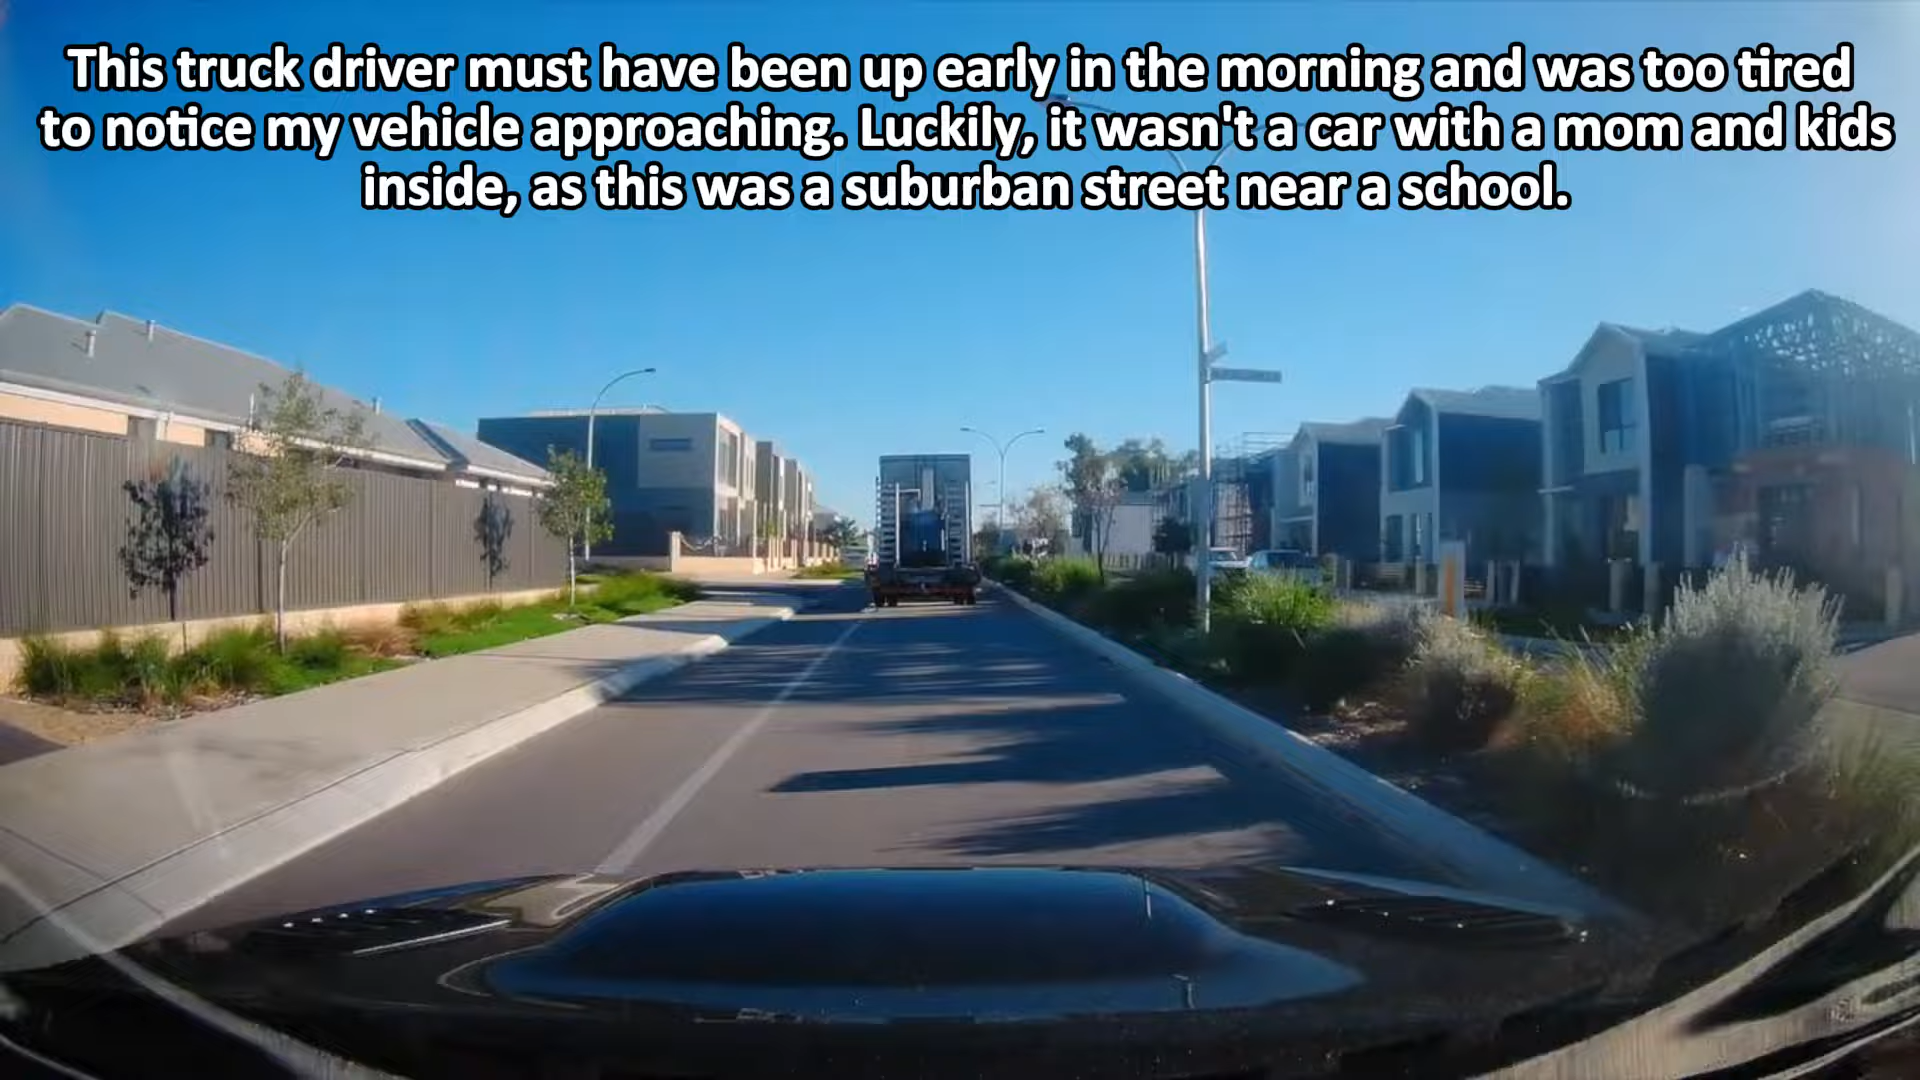 This truck driver must have been up early in the morning and was too tired
to notice my vehicle approaching. Luckily, it wasn't a car with a mom and kids
inside, as this was a suburban street near a school.